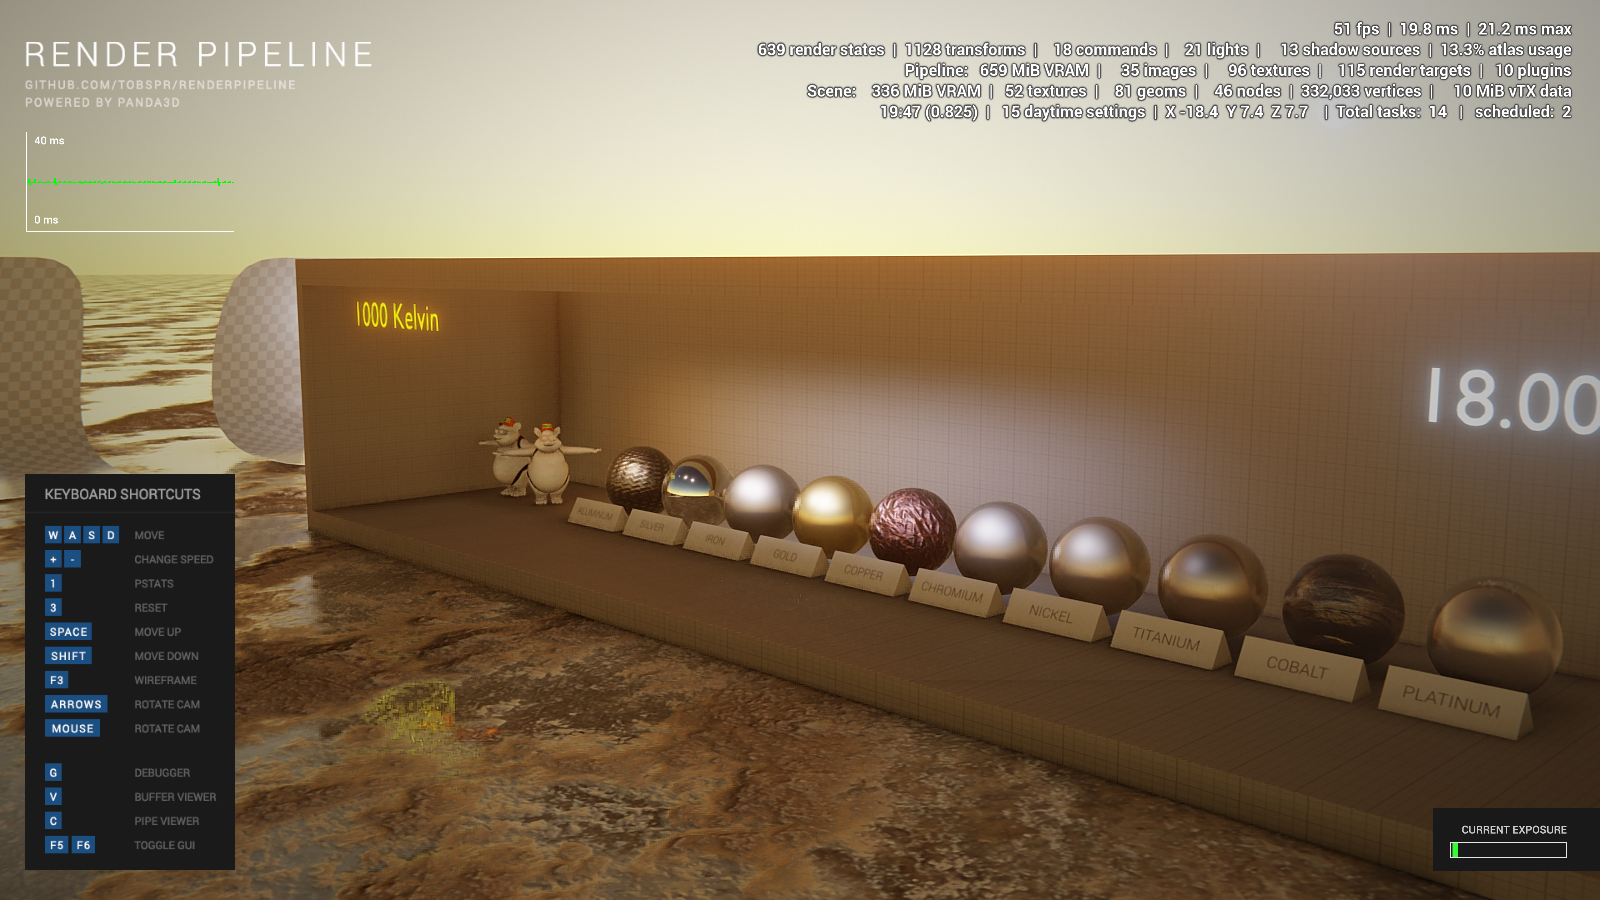 RENDER PIPELINE
GITHUB.COM/TOBSPR/RENDERPIPELINE
POWERED BY PANDA3D
51 fps | 19.8 ms | 21.2 ms max
639 render states | 1128 transforms | 18 commands | 21 lights | 13 shadow sources | 13.3% atlas usage
Pipeline: 659 MiB VRAM | 35 images | 96 textures | 115 render targets | 10 plugins
Scene: 336 MiB VRAM | 52 textures | 81 geoms | 46 nodes | 332,033 vertices | 10 MiB vTX data
19:47 (0.825) | 15 daytime settings | X -18.4 Y 7.4 Z 7.7 | Total tasks: 14 | scheduled: 2
40 ms
0 ms
1000 Kelvin
18.00
ALUMINUM
SILVER
IRON
GOLD
COPPER
CHROMIUM
NICKEL
TITANIUM
COBALT
PLATINUM
KEYBOARD SHORTCUTS
W A S D MOVE
+ - CHANGE SPEED
1 PSTATS
3 RESET
SPACE MOVE UP
SHIFT MOVE DOWN
F3 WIREFRAME
ARROWS ROTATE CAM
MOUSE ROTATE CAM
G DEBUGGER
V BUFFER VIEWER
C PIPE VIEWER
F5 F6 TOGGLE GUI
CURRENT EXPOSURE